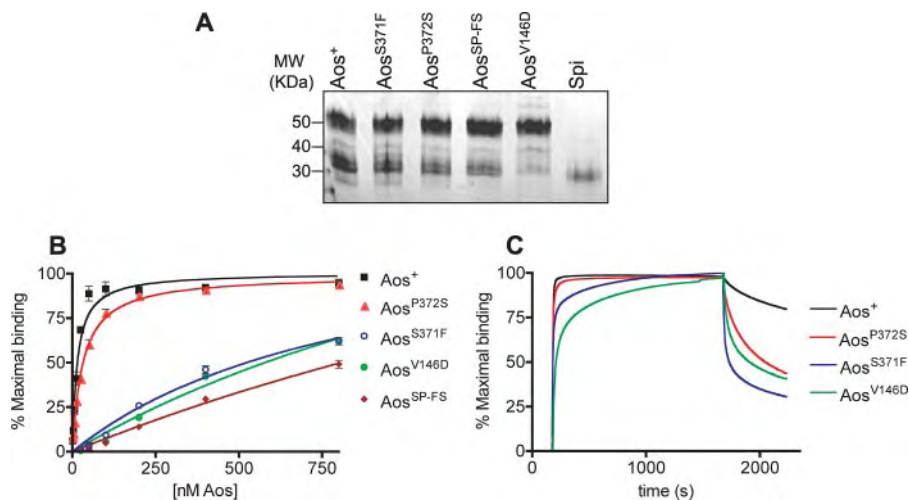 A
MW
(KDa)
Aos+
AosS371F
AosP372S
AosSP-FS
AosV146D
Spi
50
40
30
B
% Maximal binding
100
75
50
25
0
0
250
500
750
[nM Aos]
Aos+
AosP372S
AosS371F
AosV146D
AosSP-FS
C
% Maximal binding
100
75
50
25
0
0
1000
2000
time (s)
Aos+
AosP372S
AosS371F
AosV146D